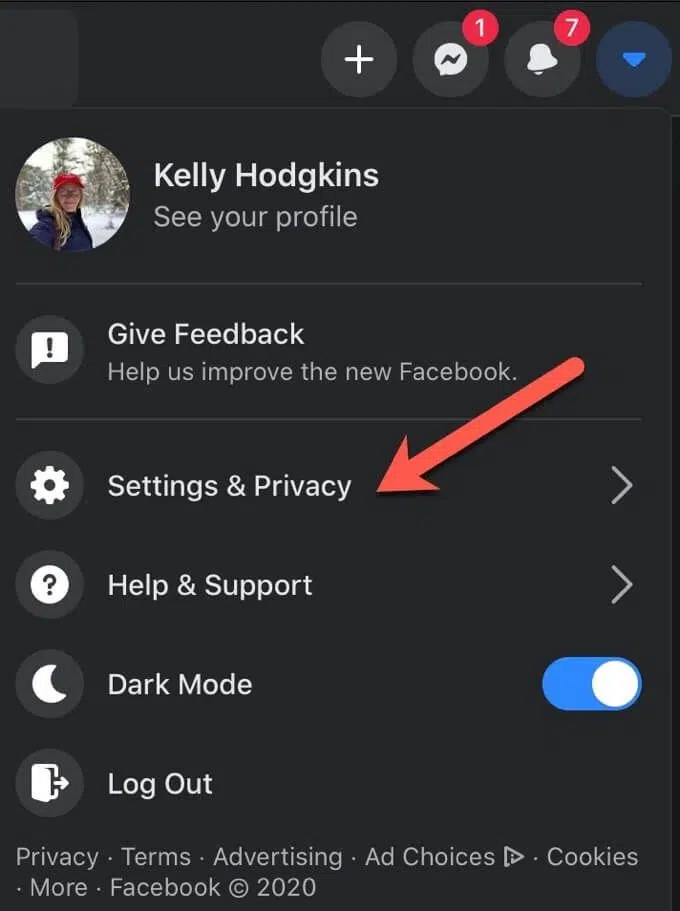 1
7
Kelly Hodgkins
See your profile
Give Feedback
Help us improve the new Facebook.
Settings & Privacy
Help & Support
Dark Mode
Log Out
Privacy · Terms · Advertising · Ad Choices · Cookies
· More · Facebook © 2020